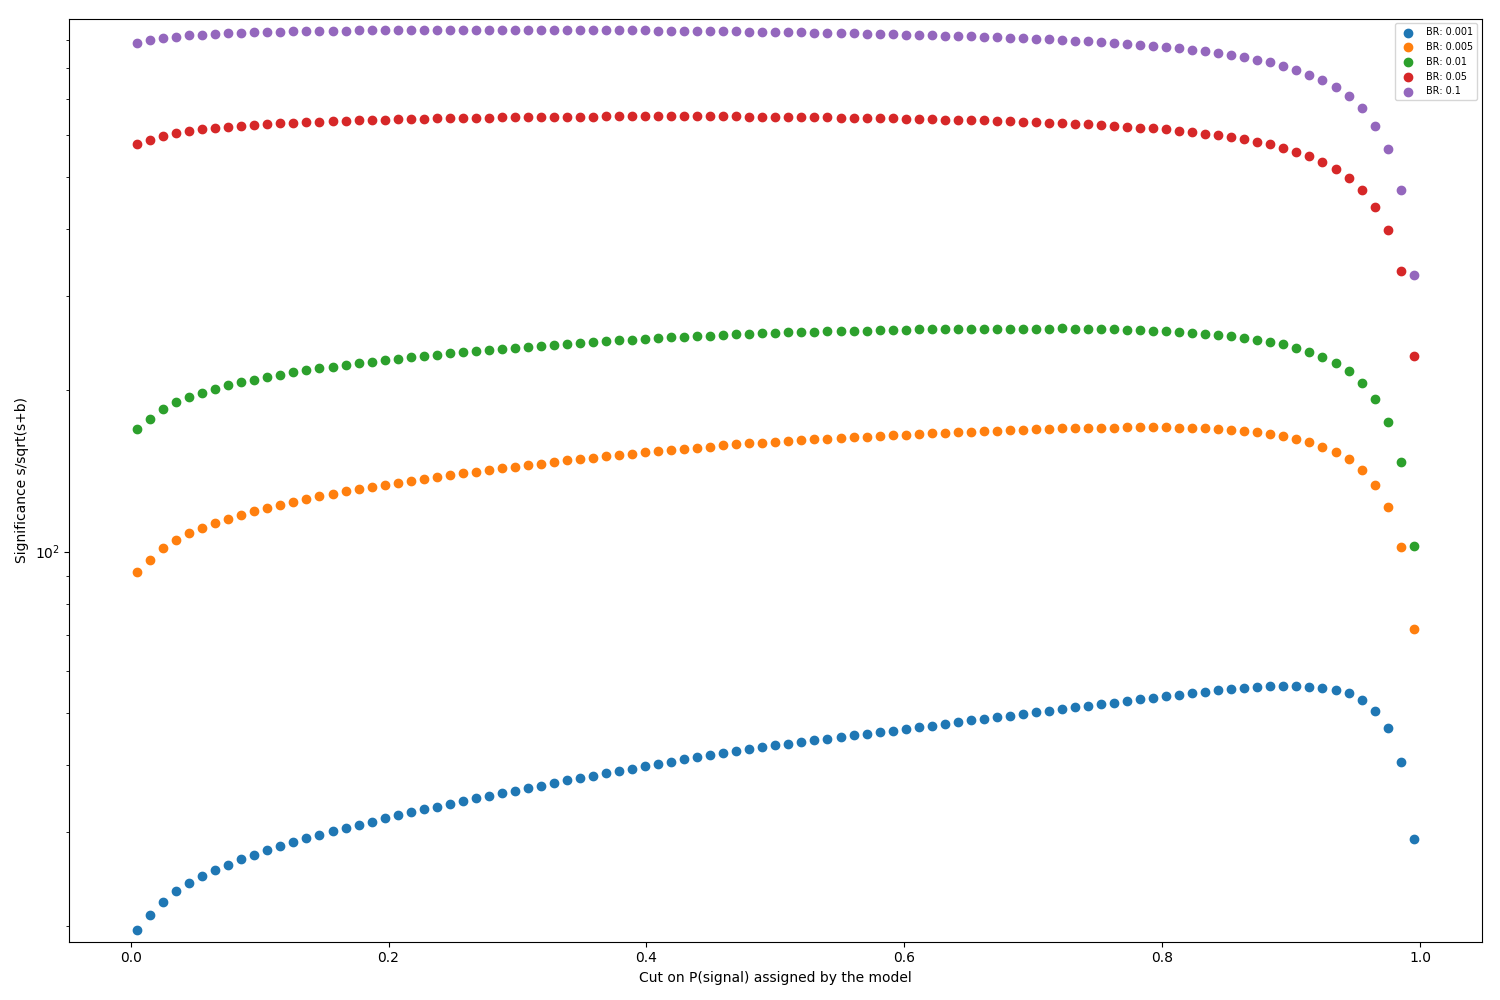 BR: 0.001
BR: 0.005
BR: 0.01
BR: 0.05
BR: 0.1
Significance s/sqrt(s+b)
10²
0.0 0.2 0.4 0.6 0.8 1.0
Cut on P(signal) assigned by the model